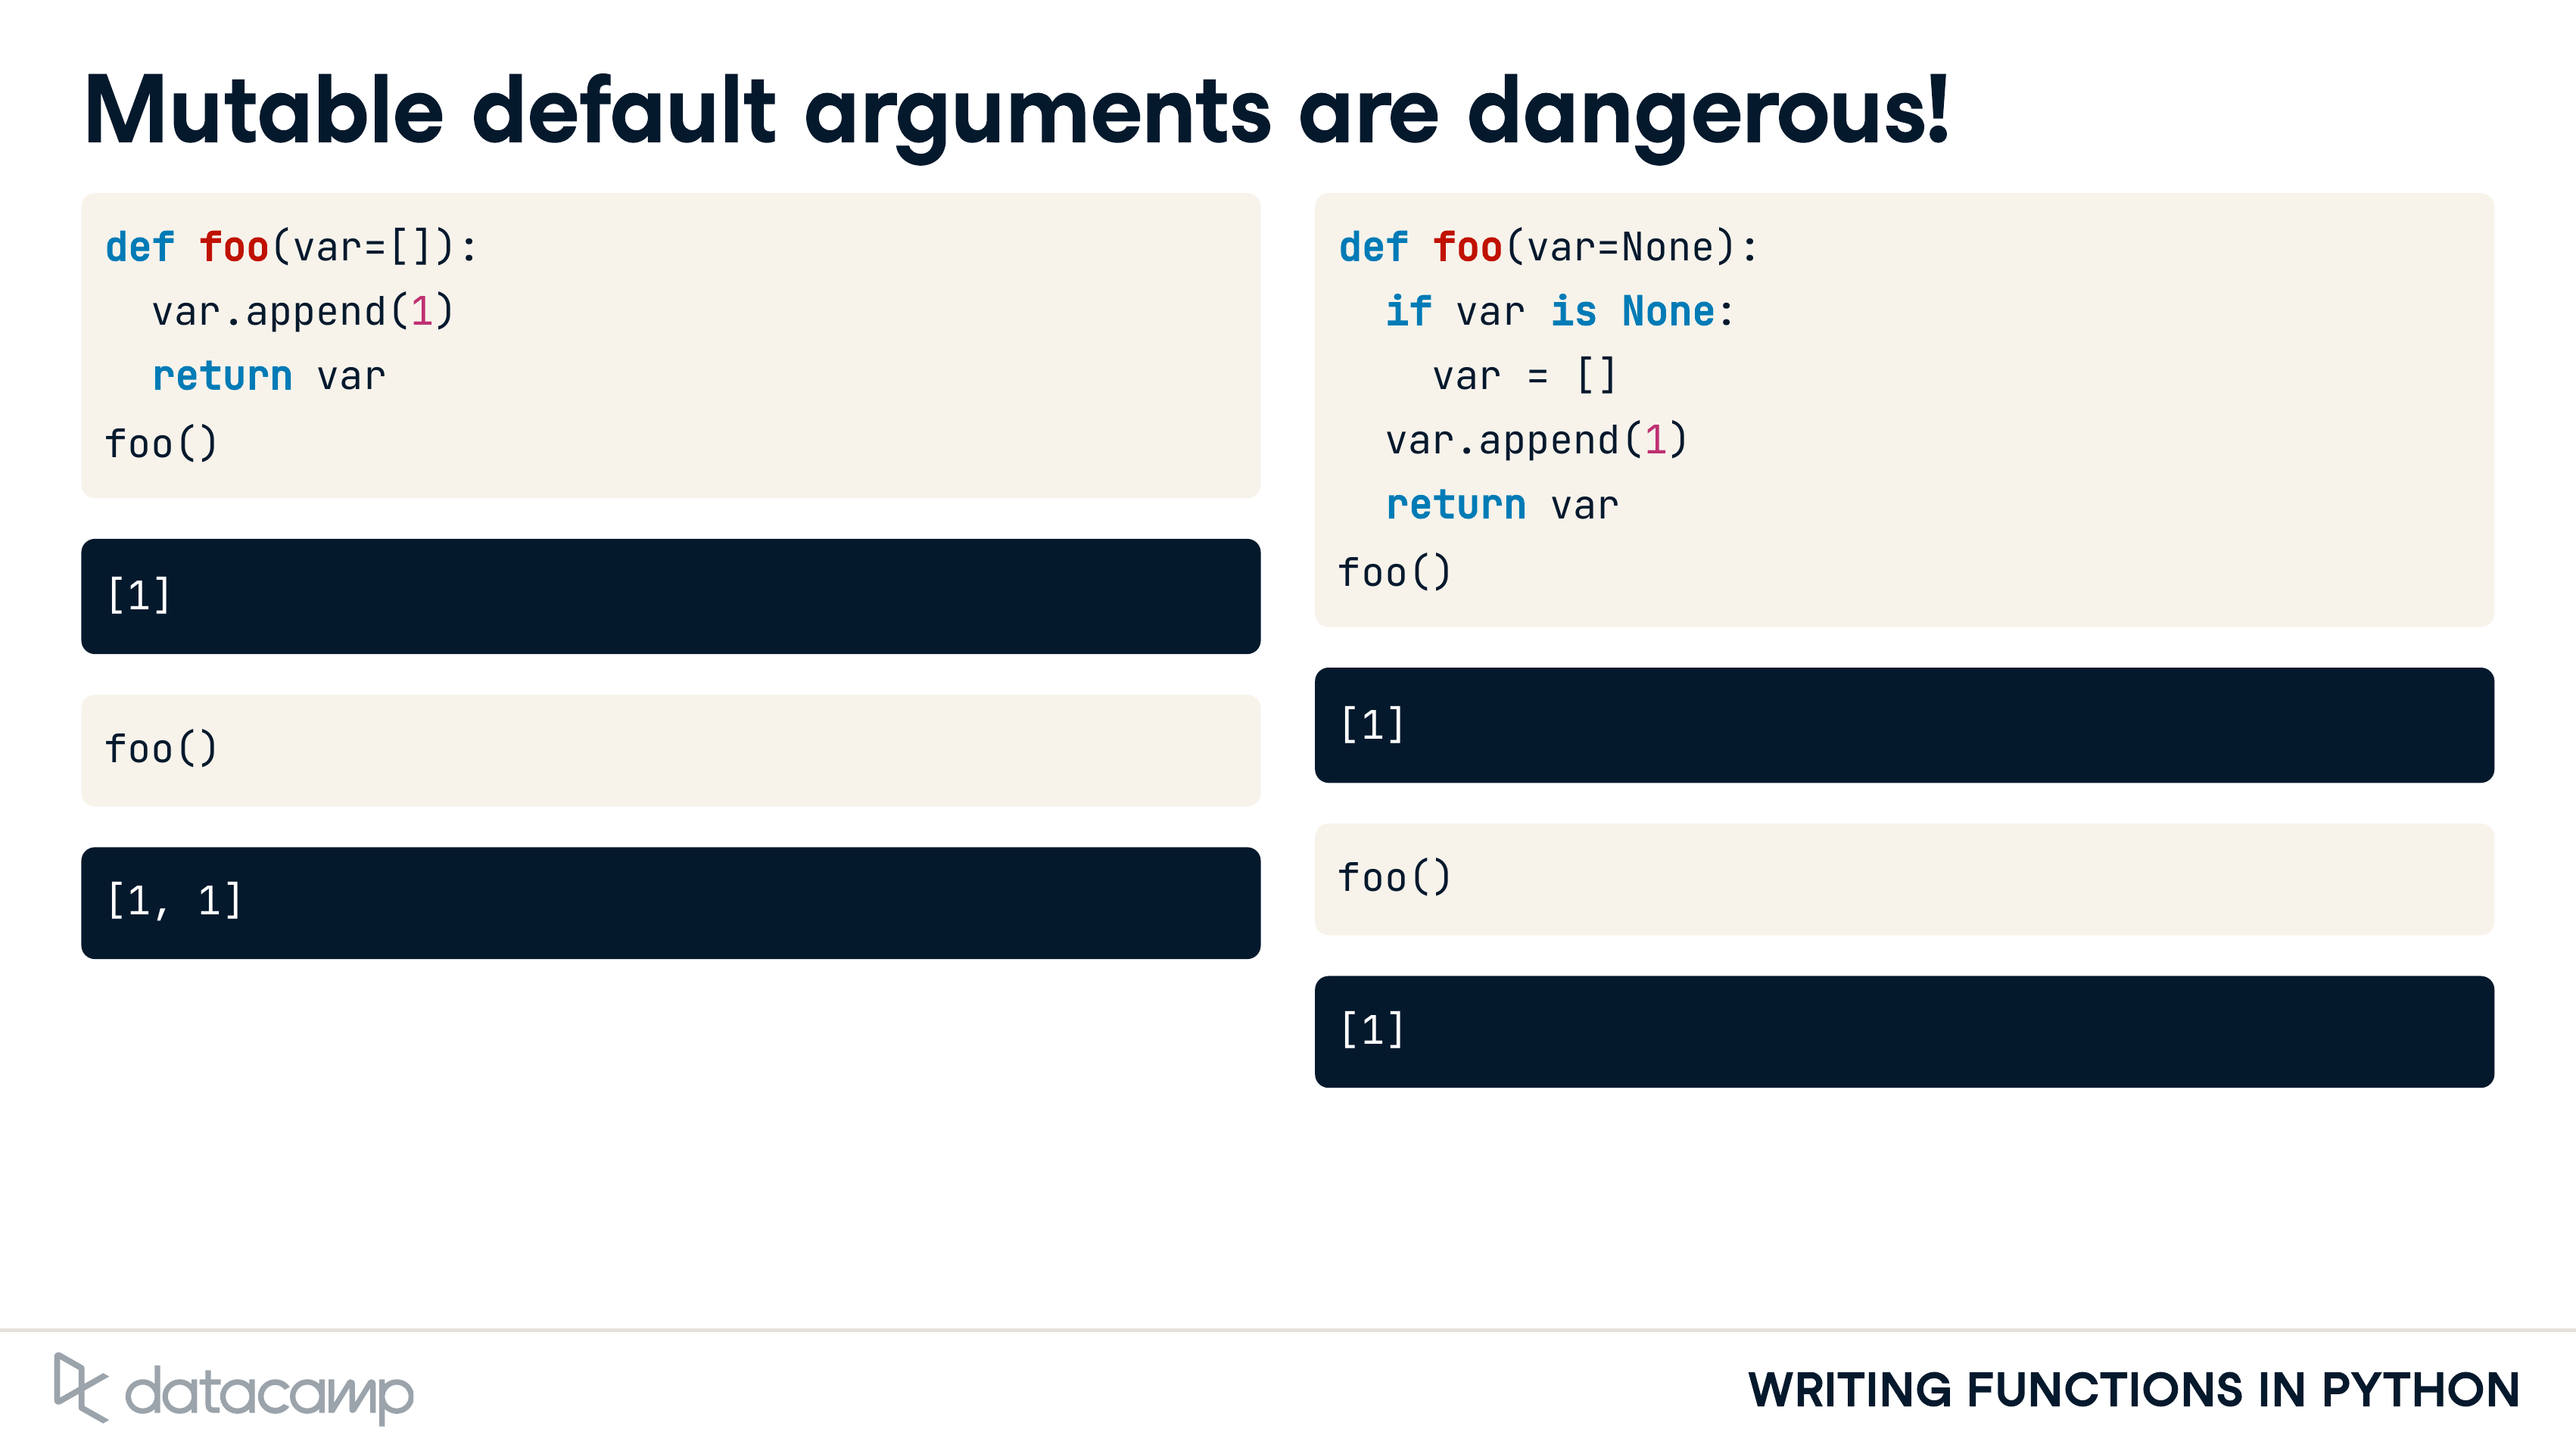 Mutable default arguments are dangerous!
def foo(var=[]):
  var.append(1)
  return var
foo()
[1]
foo()
[1, 1]
def foo(var=None):
  if var is None:
    var = []
  var.append(1)
  return var
foo()
[1]
foo()
[1]
datacamp
WRITING FUNCTIONS IN PYTHON